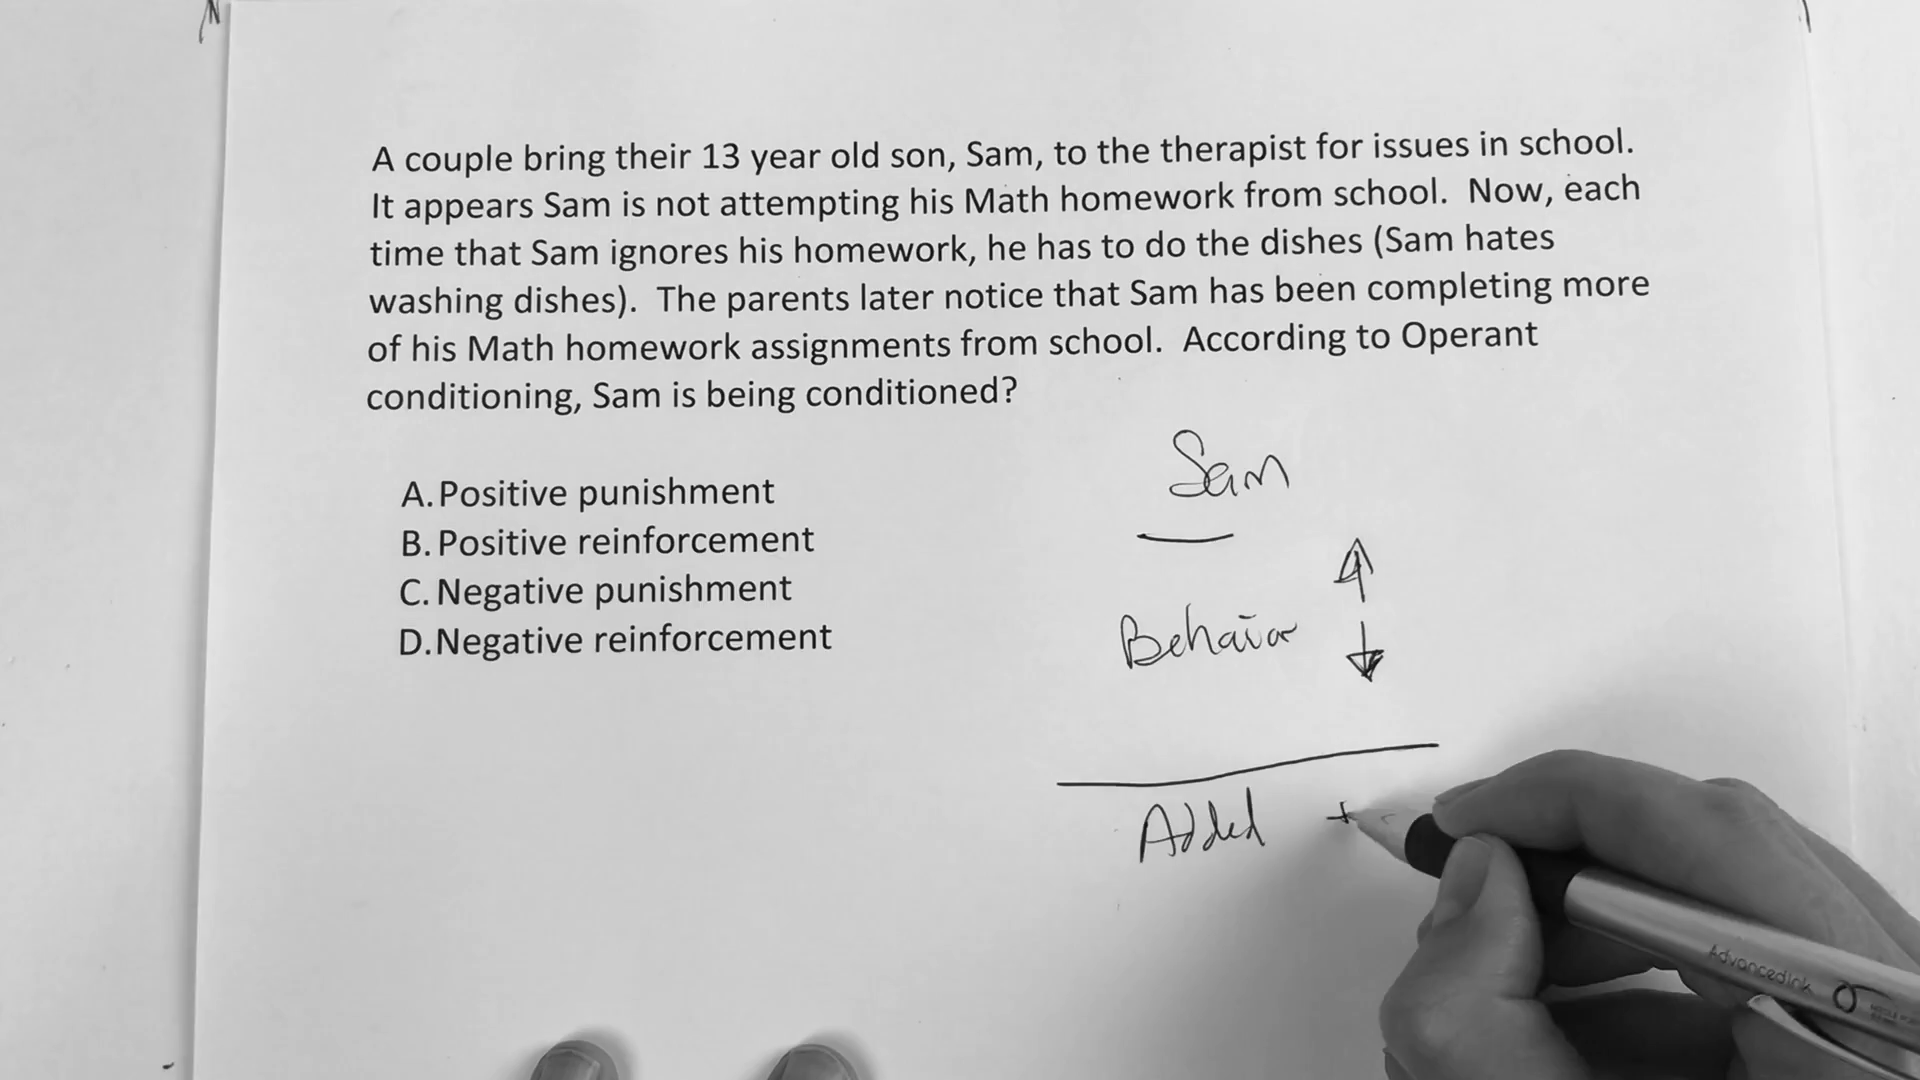 A couple bring their 13 year old son, Sam, to the therapist for issues in school.
It appears Sam is not attempting his Math homework from school. Now, each
time that Sam ignores his homework, he has to do the dishes (Sam hates
washing dishes). The parents later notice that Sam has been completing more
of his Math homework assignments from school. According to Operant
conditioning, Sam is being conditioned?
A. Positive punishment
B. Positive reinforcement
C. Negative punishment
D. Negative reinforcement
Sam
Behavior
Added +
AdvancedInk